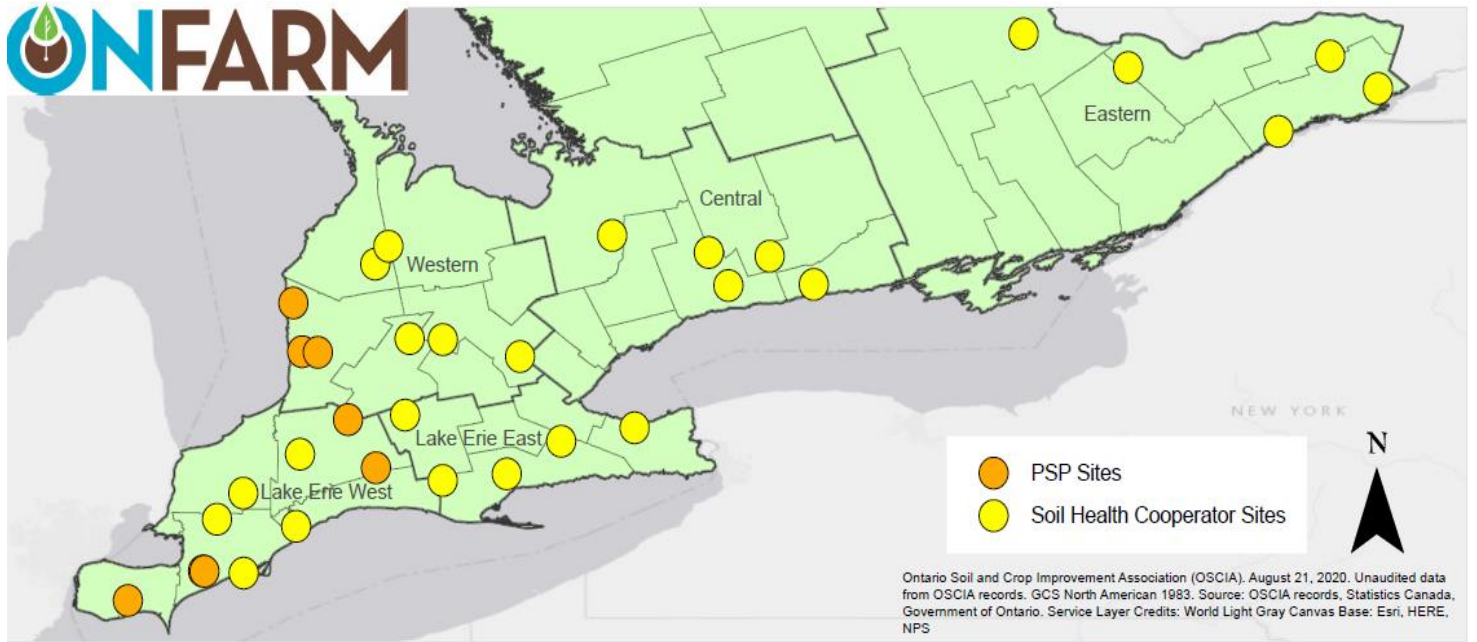 ONFARM
Eastern
Central
Western
NEW YORK
Lake Erie East
Lake Erie West
N
PSP Sites
Soil Health Cooperator Sites
Ontario Soil and Crop Improvement Association (OSCIA). August 21, 2020. Unaudited data
from OSCIA records. GCS North American 1983. Source: OSCIA records, Statistics Canada,
Government of Ontario. Service Layer Credits: World Light Gray Canvas Base: Esri, HERE,
NPS